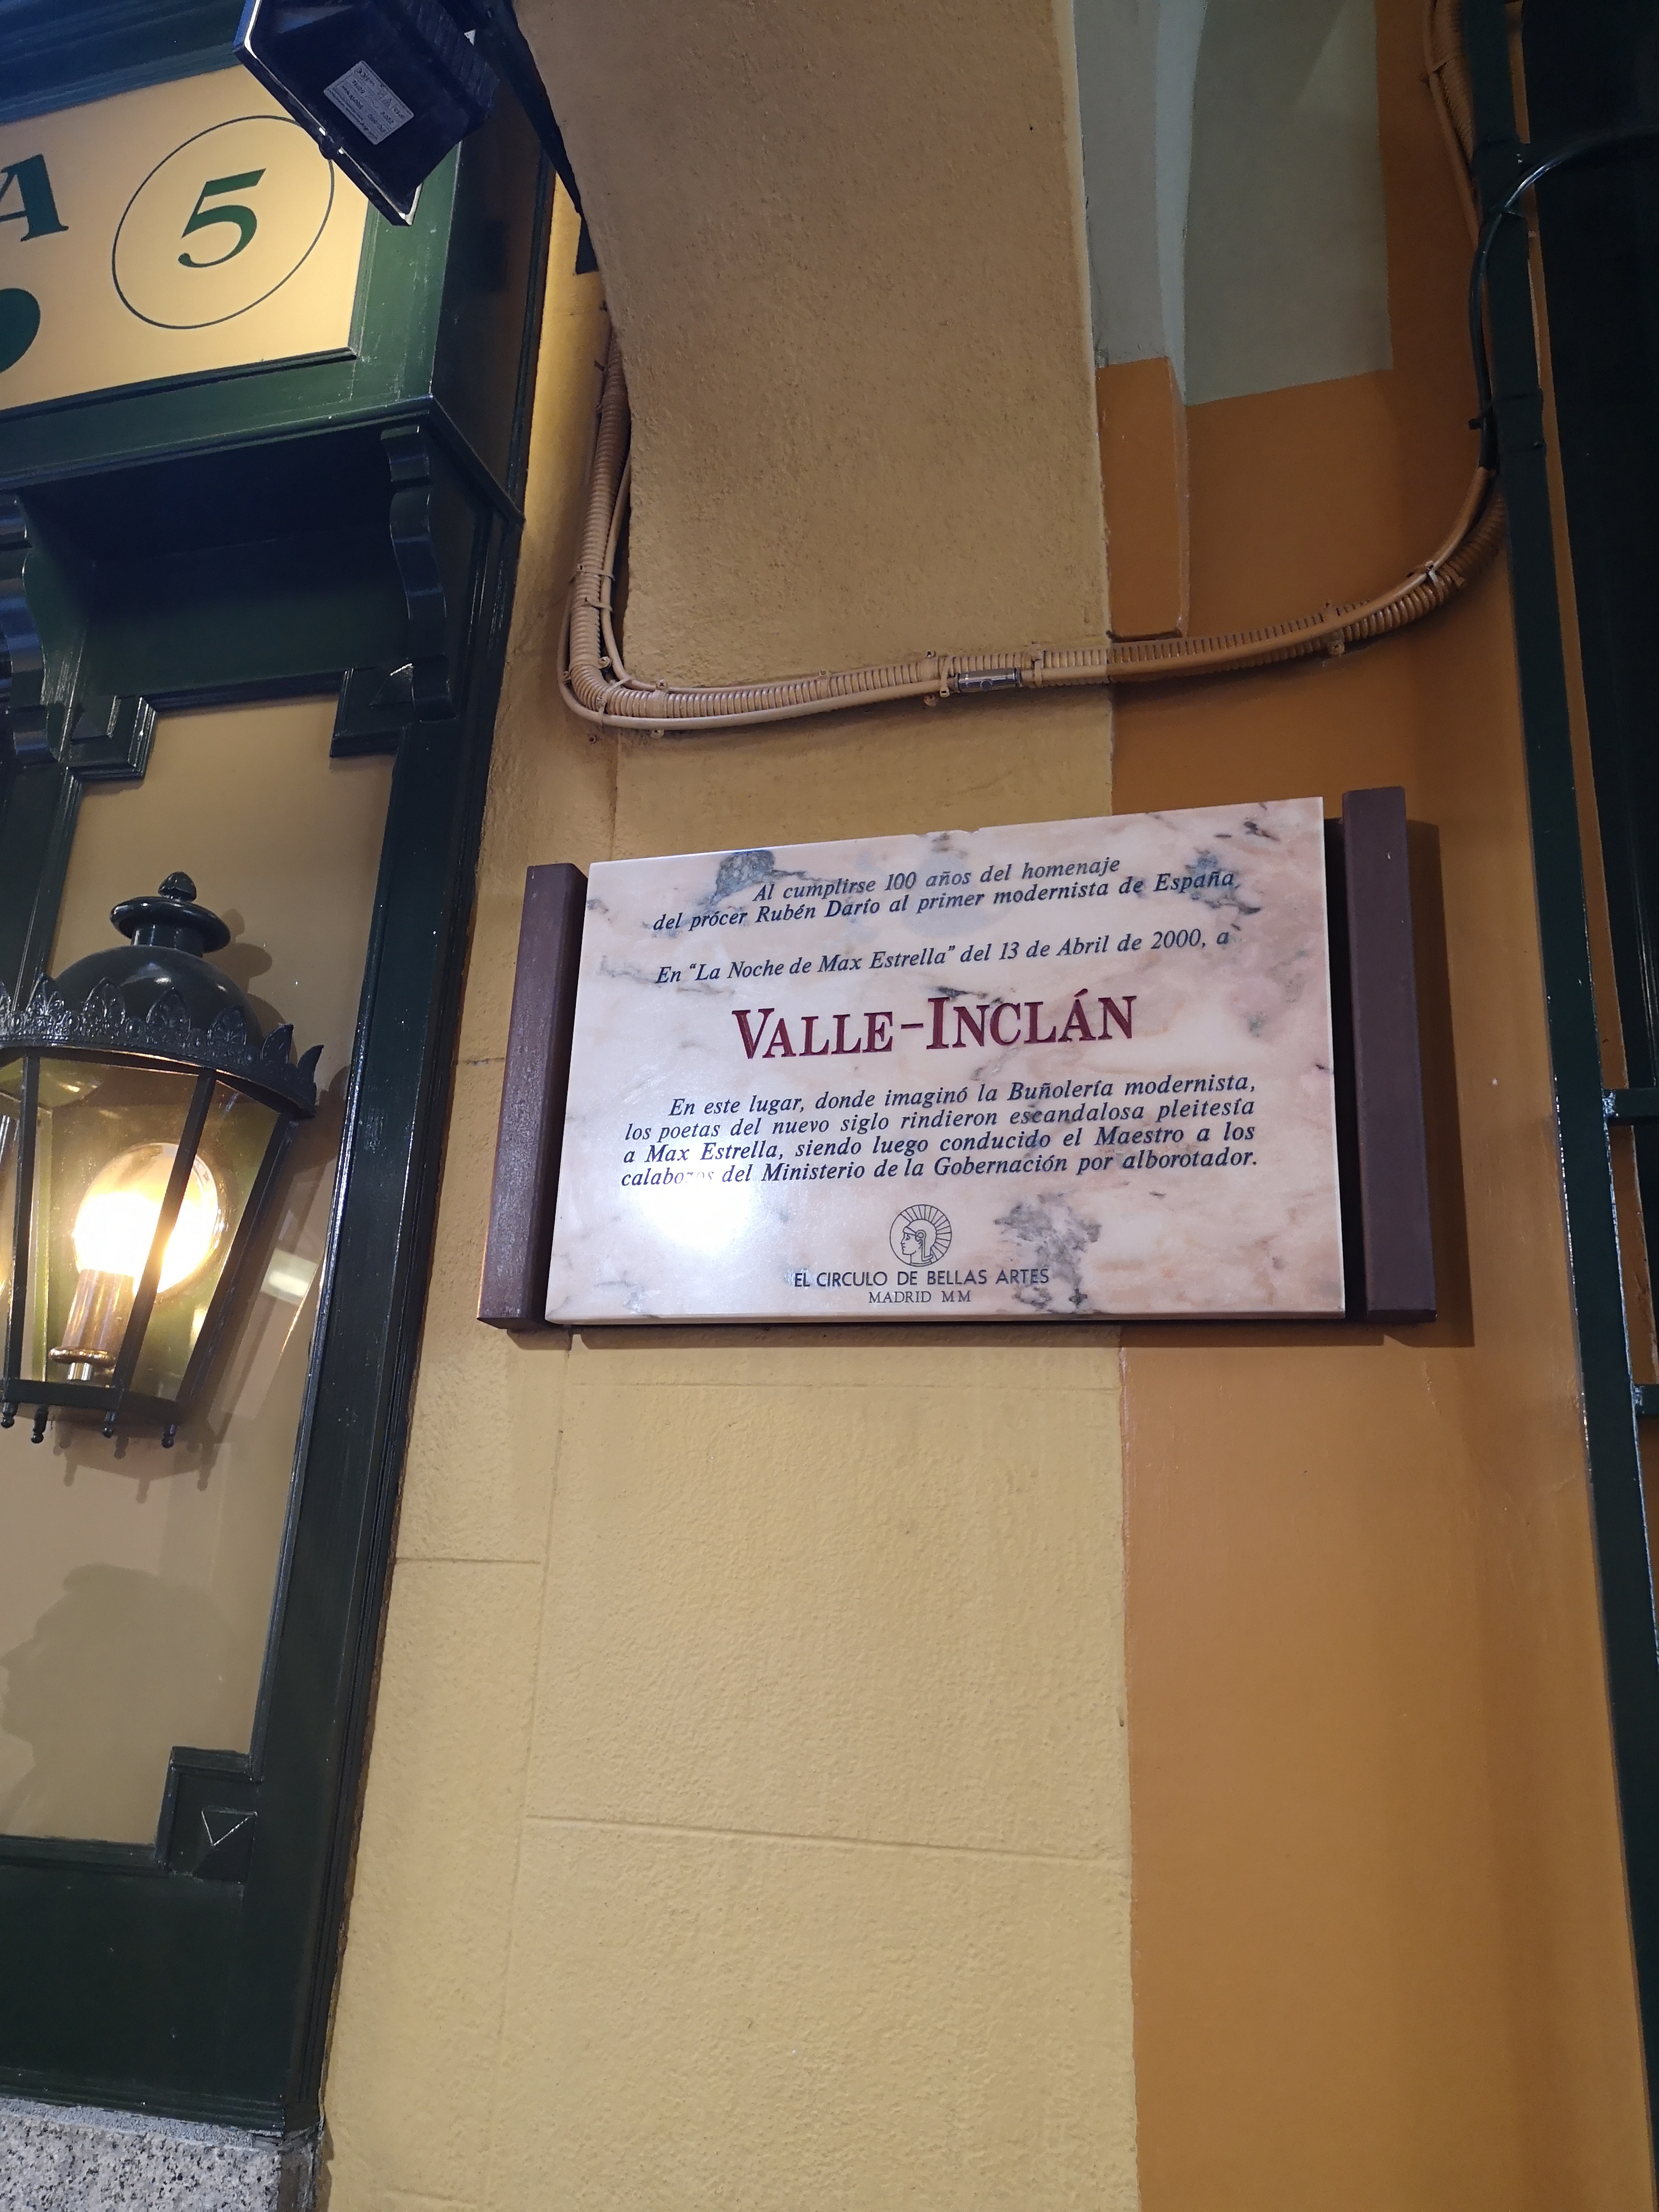 A 5
Al cumplirse 100 años del homenaje
del prócer Rubén Darío al primer modernista de España,
En “La Noche de Max Estrella” del 13 de Abril de 2000, a
VALLE-INCLÁN
En este lugar, donde imaginó la Buñolería modernista,
los poetas del nuevo siglo rindieron escandalosa pleitesía
a Max Estrella, siendo luego conducido el Maestro a los
calabozos del Ministerio de la Gobernación por alborotador.
EL CIRCULO DE BELLAS ARTES
MADRID MM